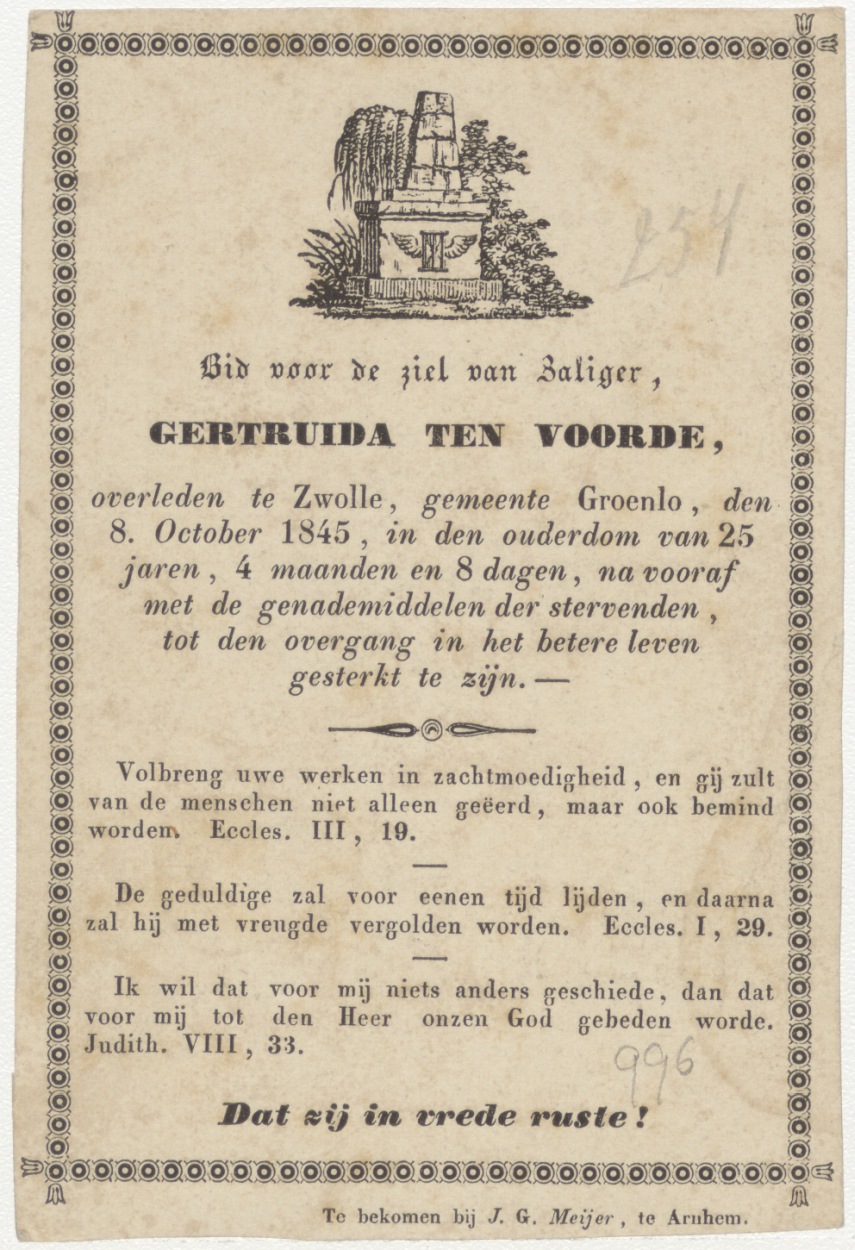 254
Bid voor de ziel van Zaliger,
GERTRUIDA TEN VOORDE,
overleden te Zwolle, gemeente Groenlo, den
8. October 1845, in den ouderdom van 25
jaren, 4 maanden en 8 dagen, na vooraf
met de genademiddelen der stervenden,
tot den overgang in het betere leven
gesterkt te zijn. —
Volbreng uwe werken in zachtmoedigheid, en gij zult
van de menschen niet alleen geëerd, maar ook bemind
worden. Eccles. III, 19.
De geduldige zal voor eenen tijd lijden, en daarna
zal hij met vreugde vergolden worden. Eccles. I, 29.
Ik wil dat voor mij niets anders geschiede, dan dat
voor mij tot den Heer onzen God gebeden worde.
Judith. VIII, 33.
996
Dat zij in vrede ruste!
Te bekomen bij J. G. Meijer, te Arnhem.